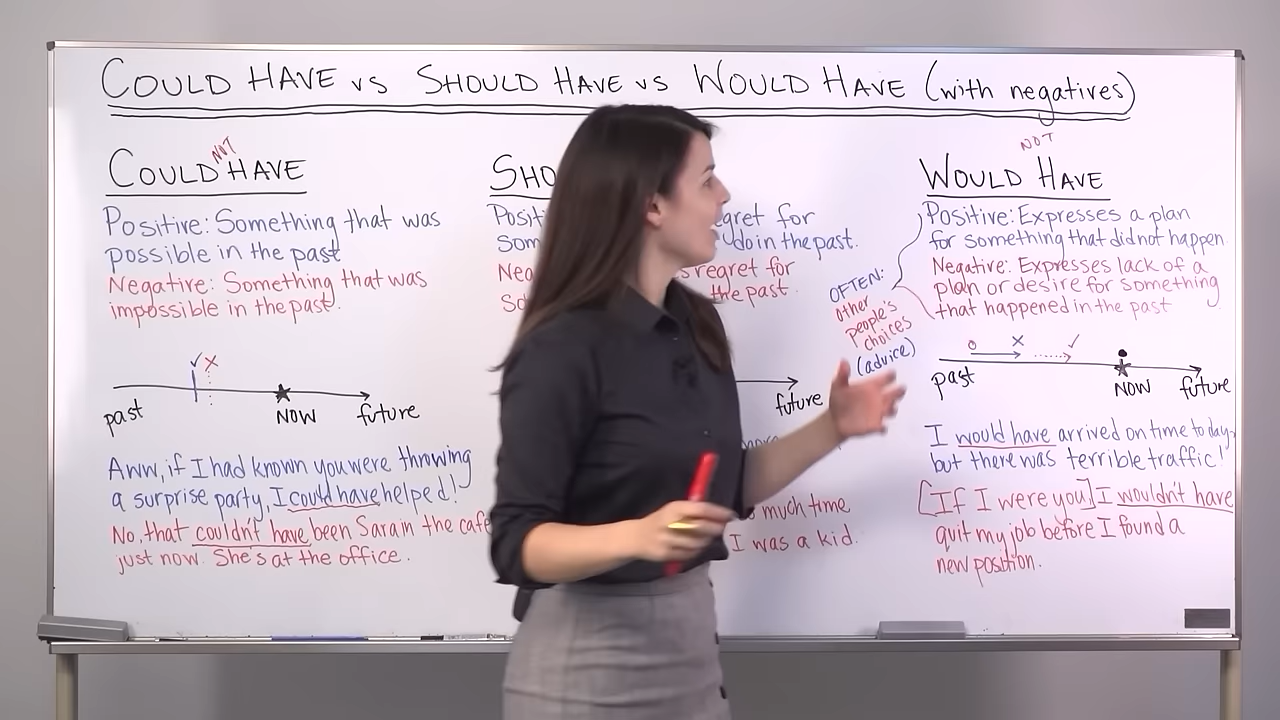 COULD HAVE vs SHOULD HAVE vs WOULD HAVE (with negatives)
NOT
COULD HAVE
Positive: Something that was
possible in the past
Negative: Something that was
impossible in the past.
past
NOW
future
Aww, if I had known you were throwing
a surprise party, I could have helped!
No, that couldn't have been Sara in the cafe
just now. She's at the office.
regret for
do in the past.
regret for
the past.
future
much time
I was a kid.
OFTEN:
other
people's
choices
(advice)
NOT
WOULD HAVE
Positive: Expresses a plan
for something that did not happen.
Negative: Expresses lack of a
plan or desire for something
that happened in the past
past
NOW
future
I would have arrived on time today,
but there was terrible traffic!
[If I were you] I wouldn't have
quit my job before I found a
new position.